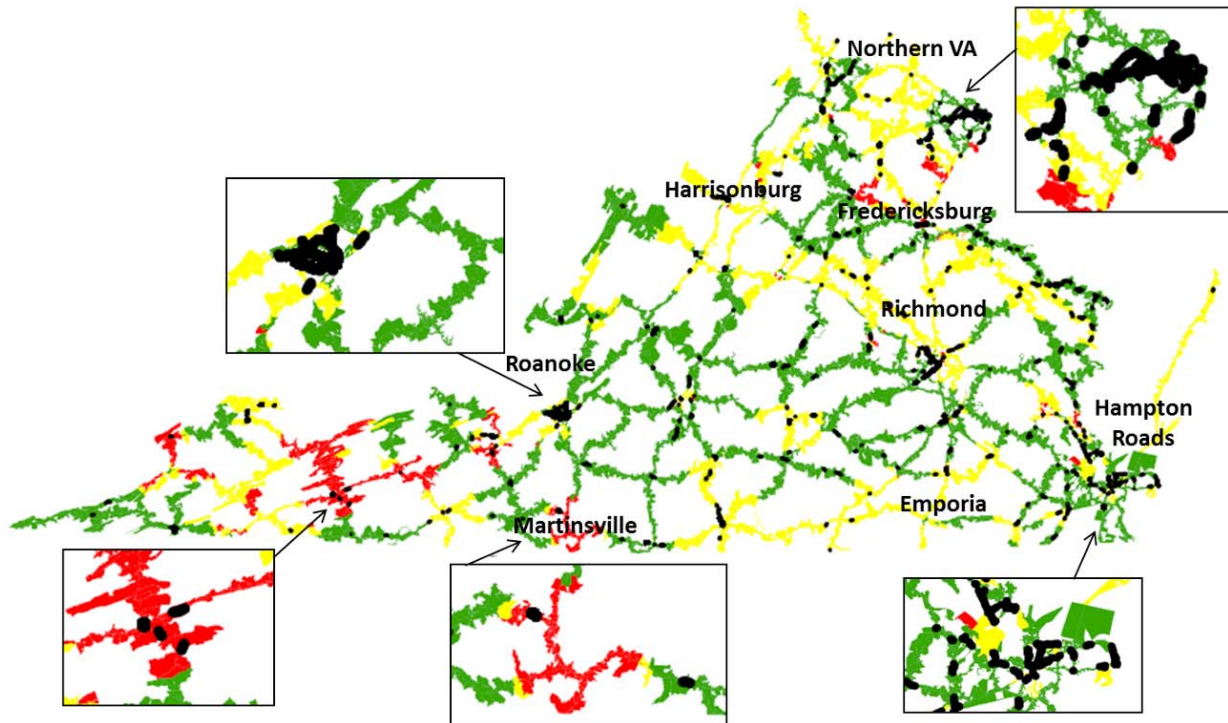 Northern VA
Harrisonburg
Fredericksburg
Richmond
Roanoke
Hampton
Roads
Emporia
Martinsville